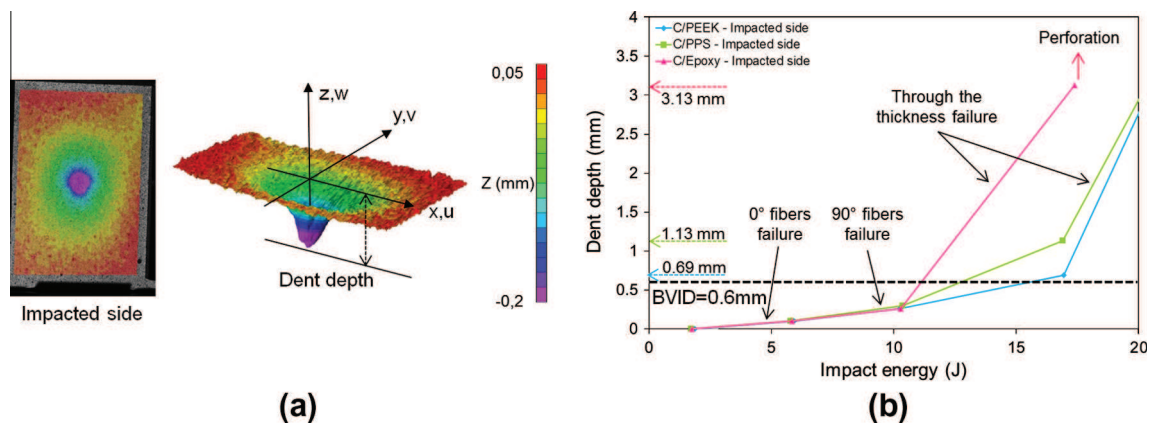 0,05
z,w
y,v
Z (mm)
x,u
Dent depth
-0,2
Impacted side
(a)
4
3.5
3
2.5
2
1.5
1
0.5
0
Dent depth (mm)
C/PEEK - Impacted side
C/PPS - Impacted side
C/Epoxy - Impacted side
Perforation
3.13 mm
Through the
thickness failure
0° fibers
failure
90° fibers
failure
1.13 mm
0.69 mm
BVID=0.6mm
0 5 10 15 20
Impact energy (J)
(b)